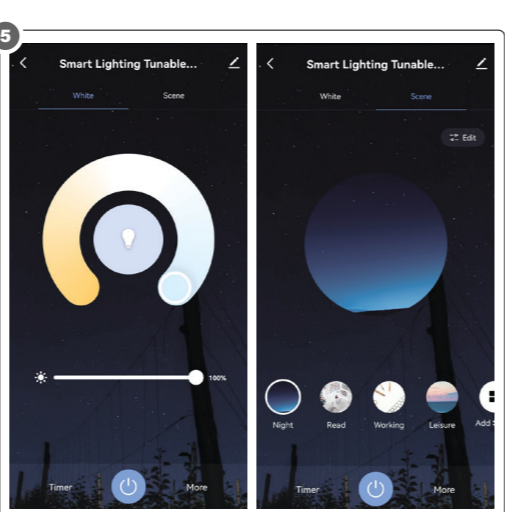 5
Smart Lighting Tunable...
White Scene
100%
Timer More
Smart Lighting Tunable...
White Scene
Edit
Night Read Working Leisure Add
Timer More